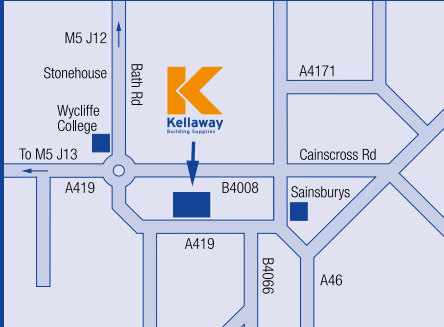 M5 J12
Stonehouse
Bath Rd
A4171
Wycliffe
College
Kellaway
Building Supplies
To M5 J13
Cainscross Rd
A419
B4008
Sainsburys
A419
B4066
A46